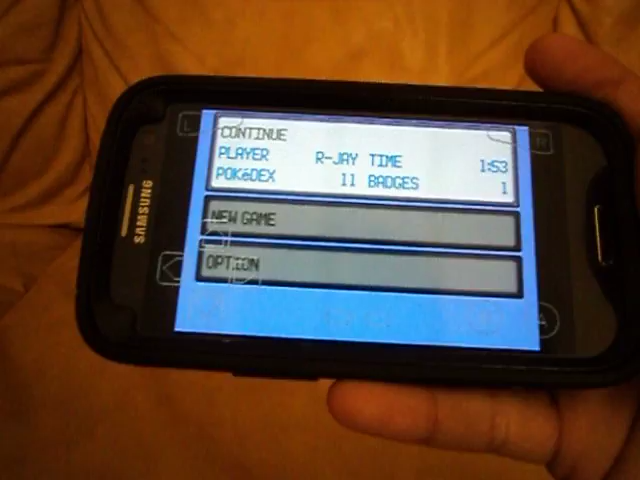 CONTINUE
PLAYER R-JAY TIME 1:53
POKéDEX 11 BADGES 1
NEW GAME
OPTION
SAMSUNG
L
R
A